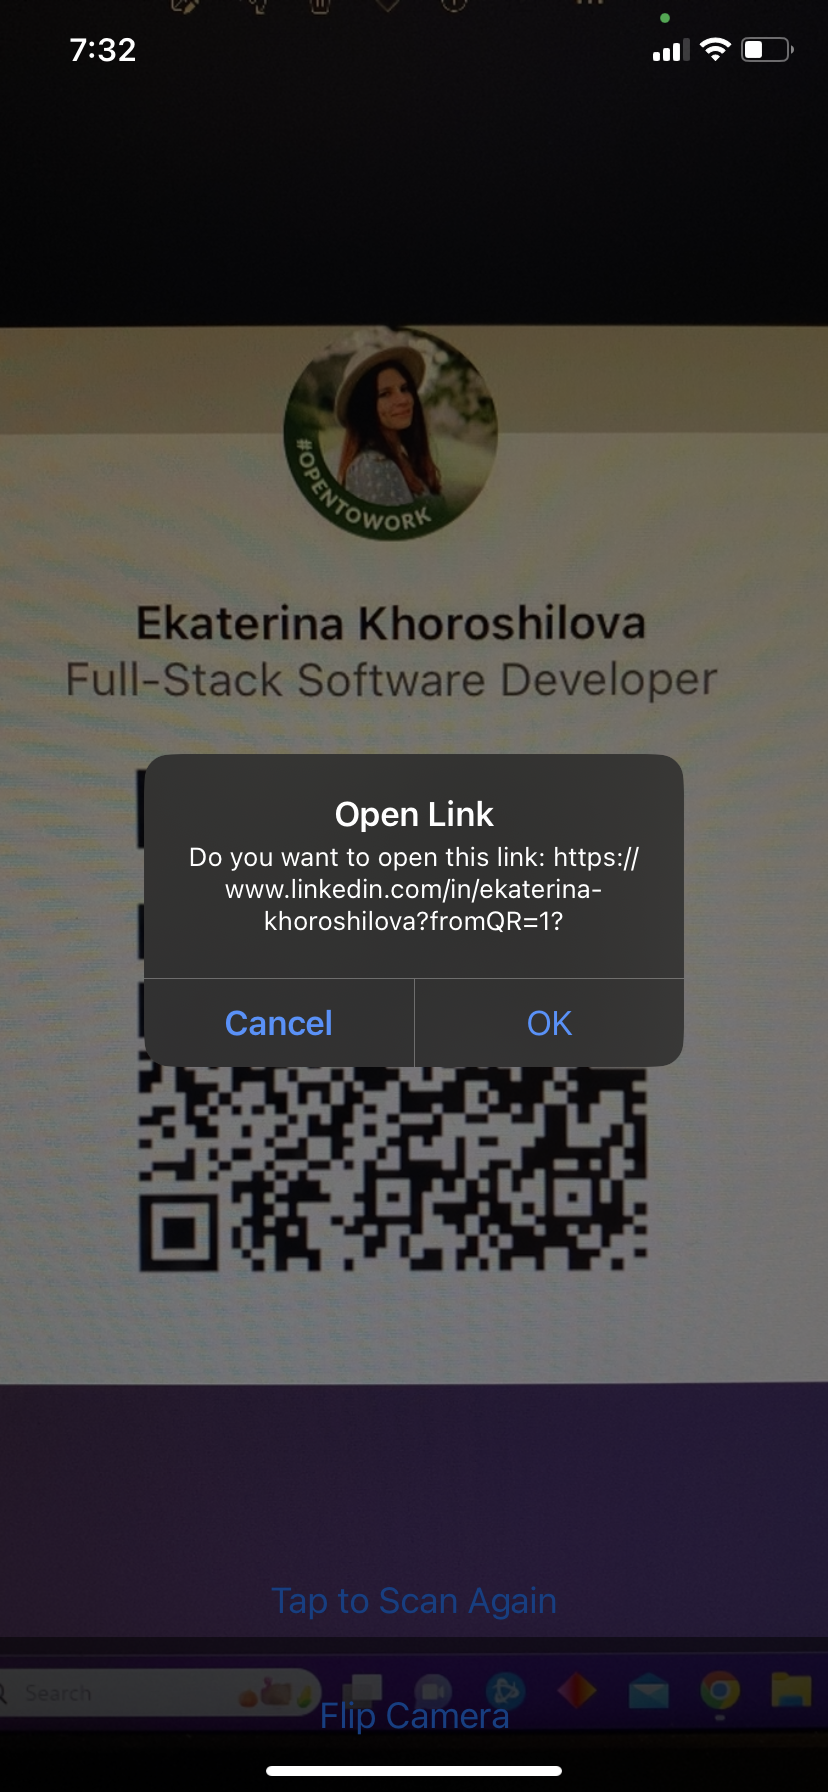 7:32
#OPENTOWORK
Ekaterina Khoroshilova
Full-Stack Software Developer
Open Link
Do you want to open this link: https://
www.linkedin.com/in/ekaterina-
khoroshilova?fromQR=1?
Cancel
OK
Tap to Scan Again
Search
Flip Camera